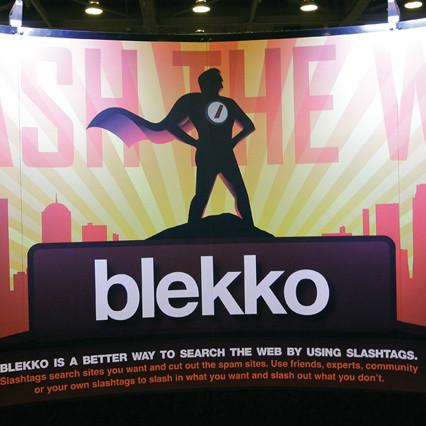 ASH THE W
blekko
BLEKKO IS A BETTER WAY TO SEARCH THE WEB BY USING SLASHTAGS.
Slashtags search sites you want and cut out the spam sites. Use friends, experts, community
or your own slashtags to slash in what you want and slash out what you don't.